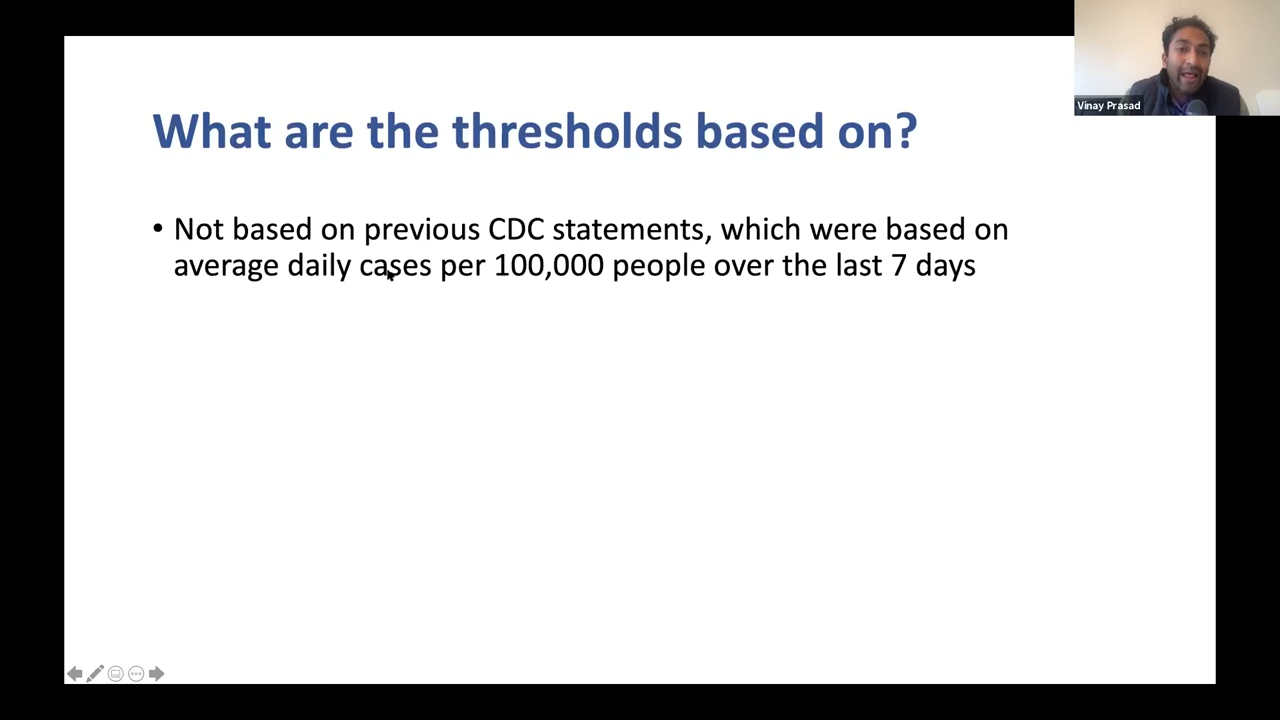 Vinay Prasad
What are the thresholds based on?
• Not based on previous CDC statements, which were based on
average daily cases per 100,000 people over the last 7 days